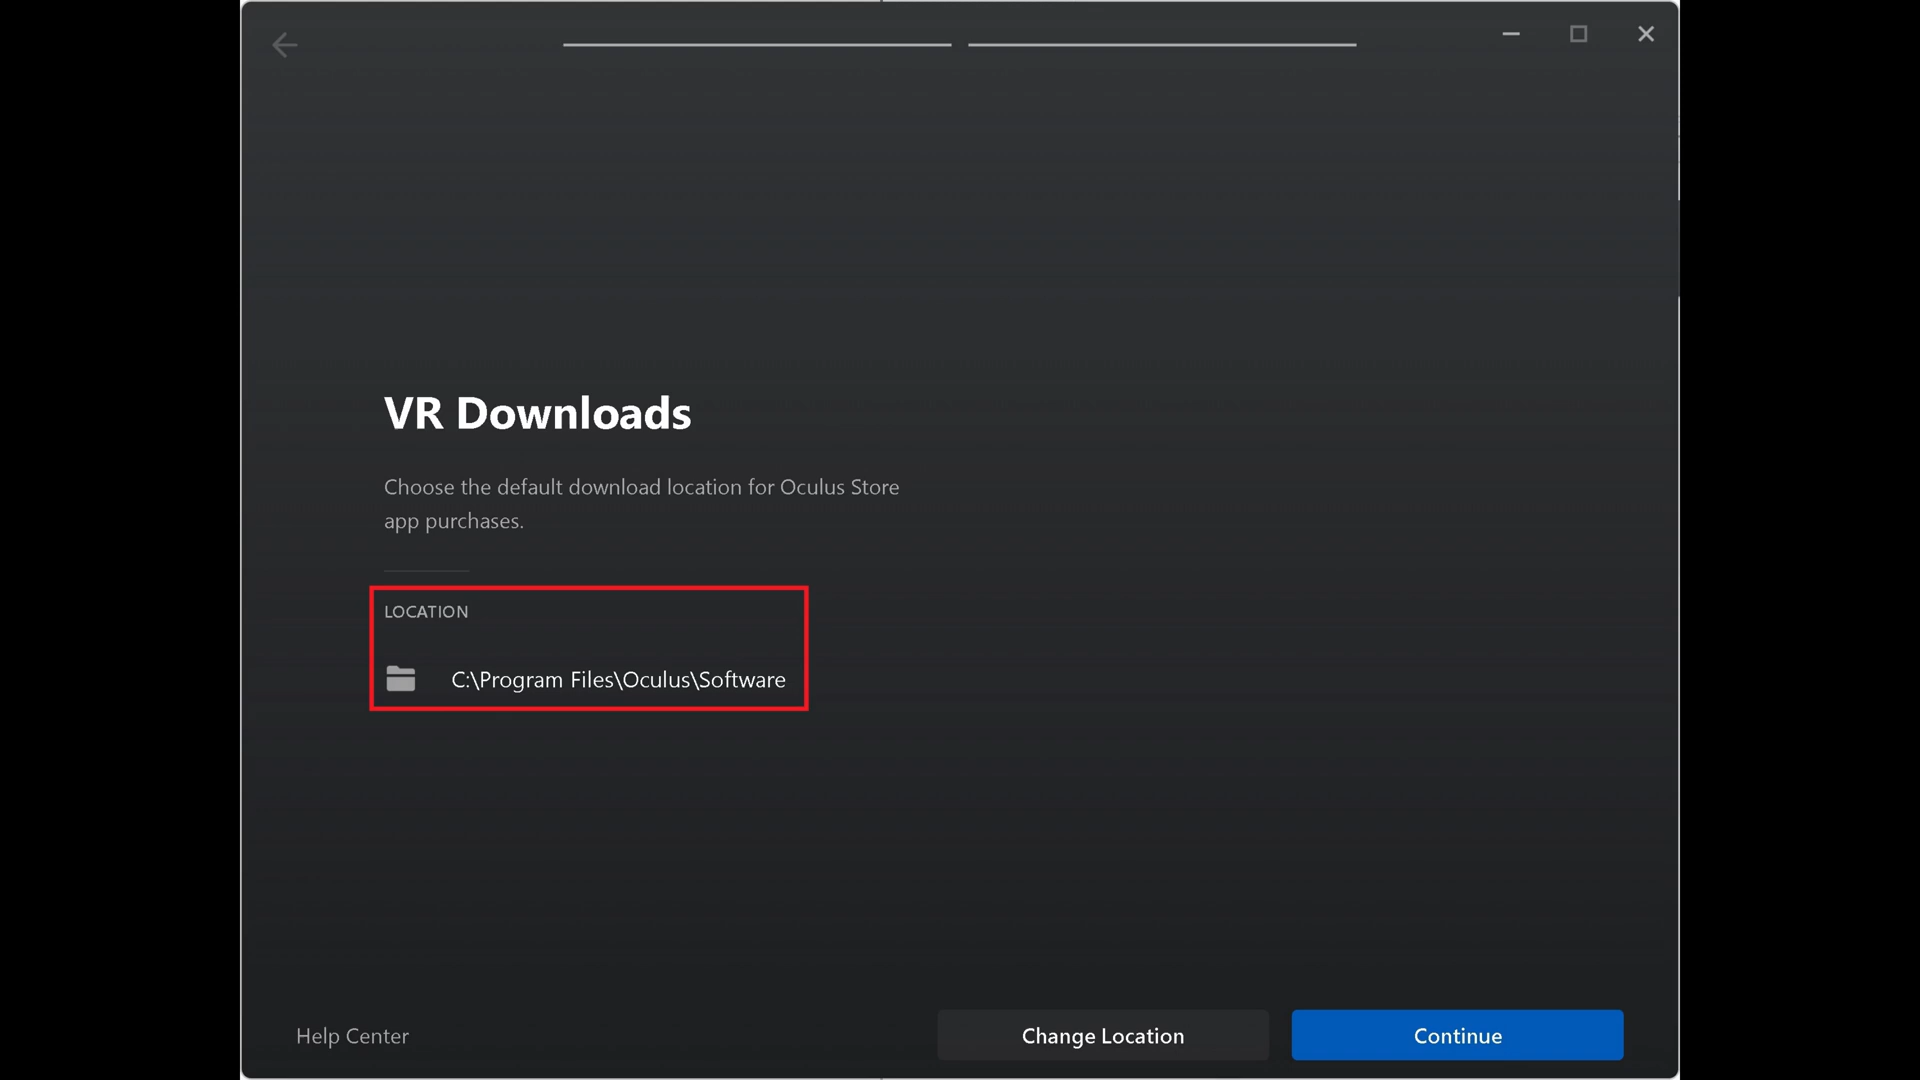 VR Downloads
Choose the default download location for Oculus Store
app purchases.
LOCATION
C:\Program Files\Oculus\Software
Help Center
Change Location
Continue